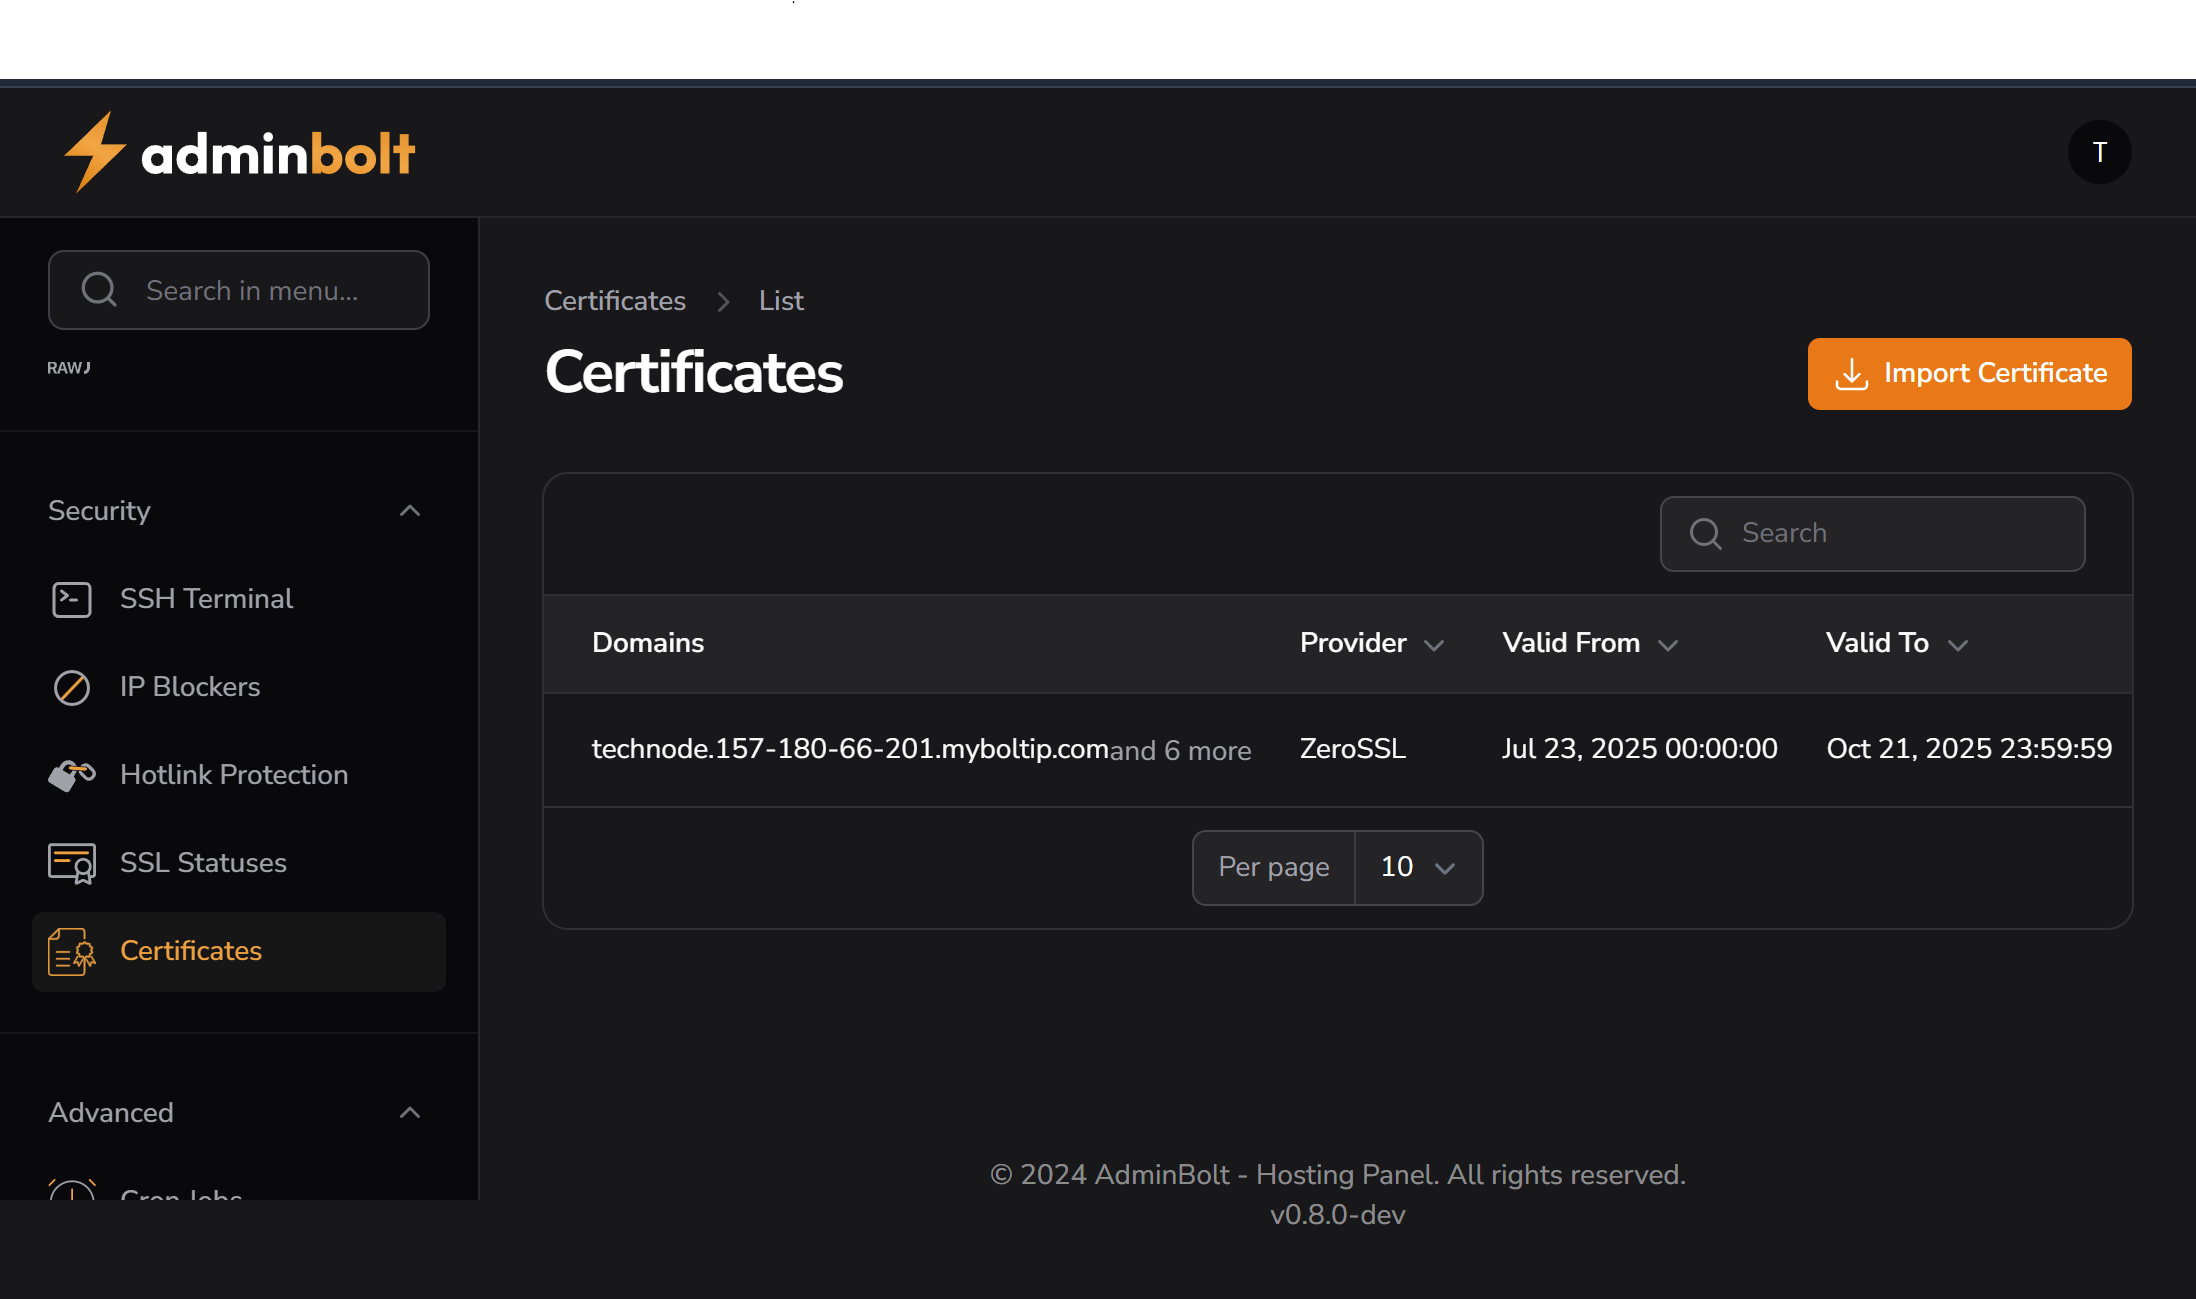 adminbolt
T
Search in menu...
RAWJ
Security
SSH Terminal
IP Blockers
Hotlink Protection
SSL Statuses
Certificates
Advanced
Cron Jobs
Certificates > List
Certificates
Import Certificate
Search
Domains Provider Valid From Valid To
technode.157-180-66-201.myboltip.comand 6 more ZeroSSL Jul 23, 2025 00:00:00 Oct 21, 2025 23:59:59
Per page 10
© 2024 AdminBolt - Hosting Panel. All rights reserved.
v0.8.0-dev